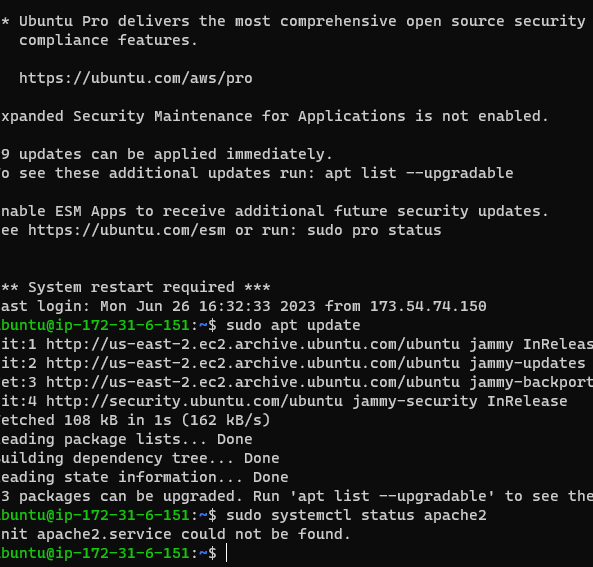 * Ubuntu Pro delivers the most comprehensive open source security
compliance features.
https://ubuntu.com/aws/pro
xpanded Security Maintenance for Applications is not enabled.
9 updates can be applied immediately.
o see these additional updates run: apt list --upgradable
nable ESM Apps to receive additional future security updates.
ee https://ubuntu.com/esm or run: sudo pro status
** System restart required ***
ast login: Mon Jun 26 16:32:33 2023 from 173.54.74.150
buntu@ip-172-31-6-151:~$ sudo apt update
it:1 http://us-east-2.ec2.archive.ubuntu.com/ubuntu jammy InReleas
it:2 http://us-east-2.ec2.archive.ubuntu.com/ubuntu jammy-updates
et:3 http://us-east-2.ec2.archive.ubuntu.com/ubuntu jammy-backport
it:4 http://security.ubuntu.com/ubuntu jammy-security InRelease
etched 108 kB in 1s (162 kB/s)
eading package lists... Done
uilding dependency tree... Done
eading state information... Done
3 packages can be upgraded. Run 'apt list --upgradable' to see the
buntu@ip-172-31-6-151:~$ sudo systemctl status apache2
nit apache2.service could not be found.
buntu@ip-172-31-6-151:~$